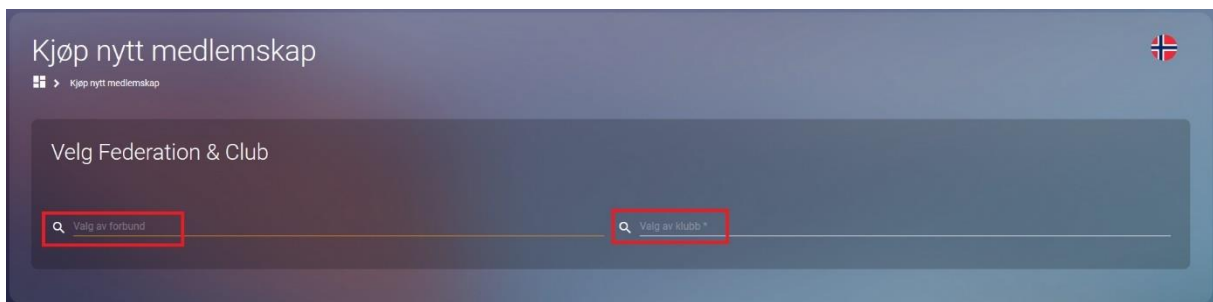 Kjøp nytt medlemskap
Kjøp nytt medlemskap
Velg Federation & Club
Valg av forbund
Valg av klubb *